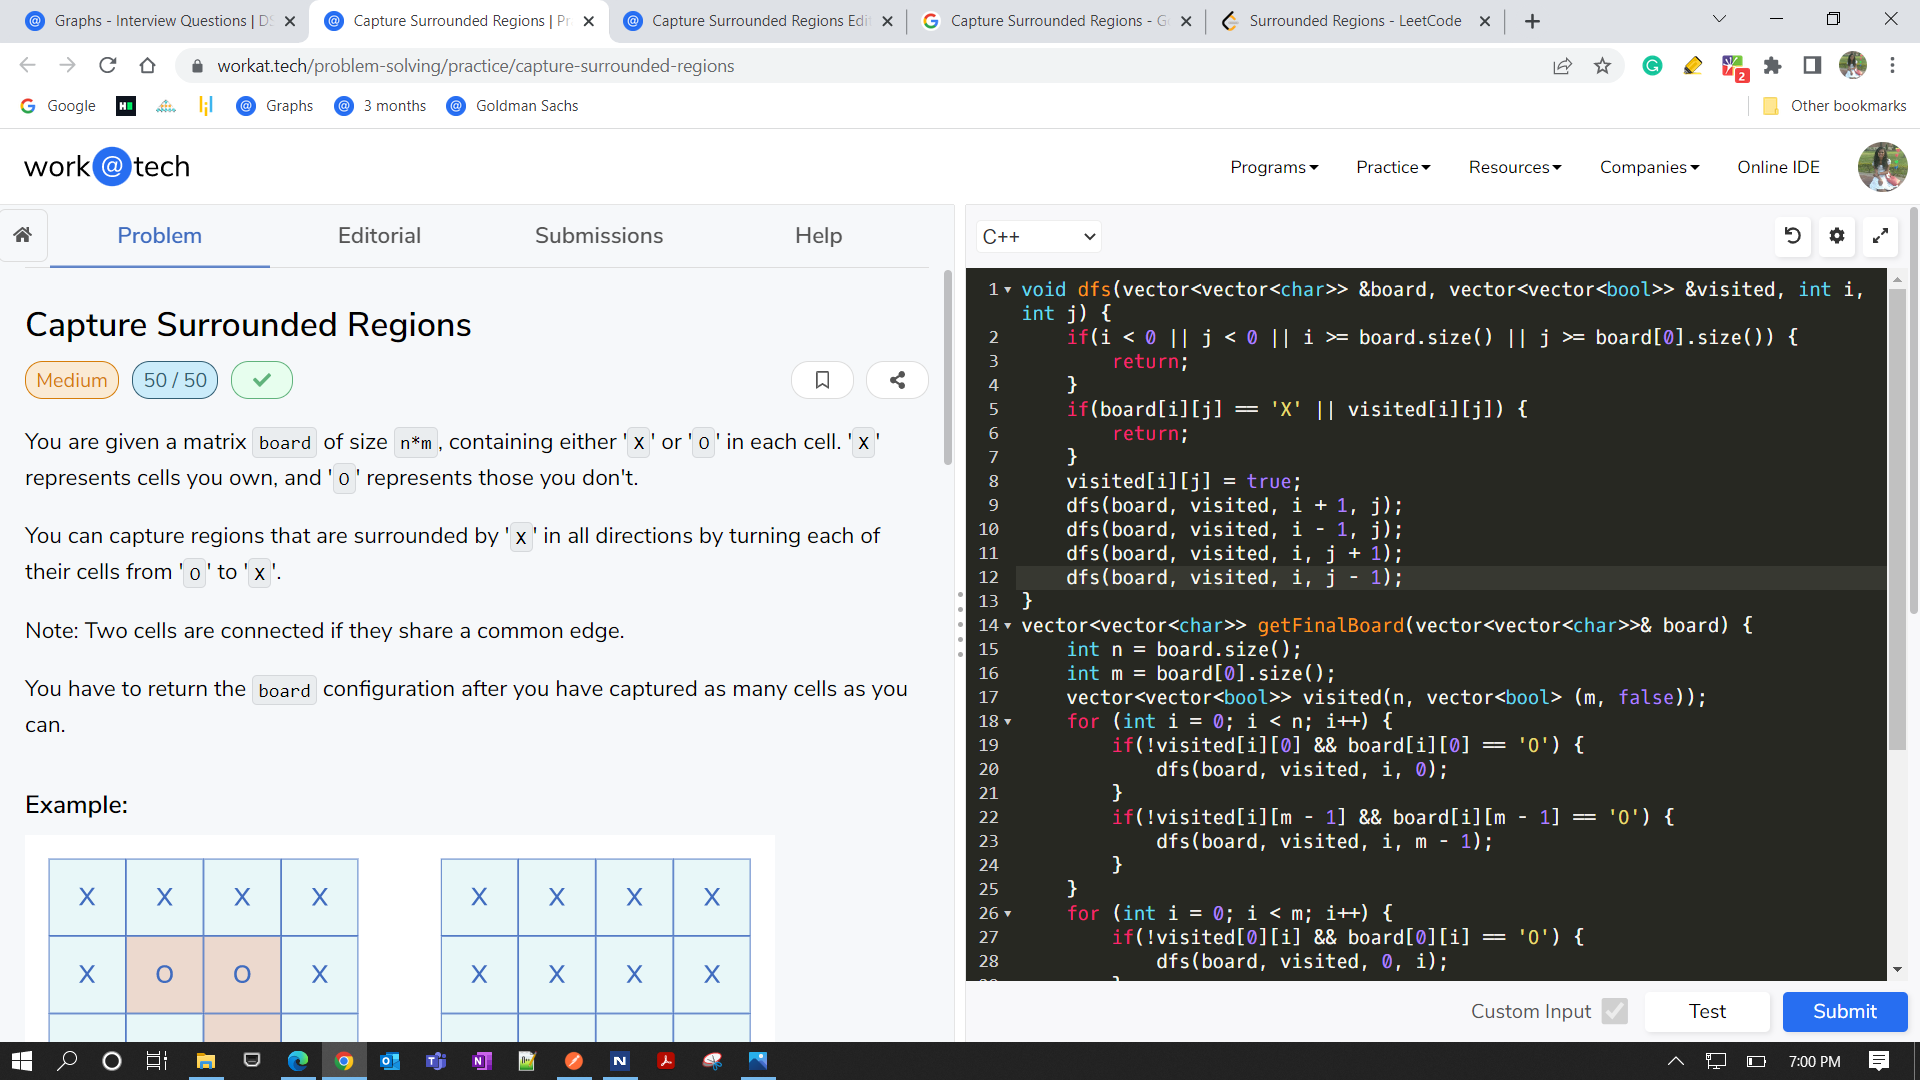 Graphs - Interview Questions | DS
Capture Surrounded Regions | Pr
Capture Surrounded Regions Edit
Capture Surrounded Regions - Go
Surrounded Regions - LeetCode
workat.tech/problem-solving/practice/capture-surrounded-regions
2
Google
Graphs
3 months
Goldman Sachs
Other bookmarks
work@tech
Programs
Practice
Resources
Companies
Online IDE
Problem
Editorial
Submissions
Help
C++
Capture Surrounded Regions
Medium
50 / 50
You are given a matrix board of size n*m, containing either 'X' or 'O' in each cell. 'X'
represents cells you own, and 'O' represents those you don't.
You can capture regions that are surrounded by 'X' in all directions by turning each of
their cells from 'O' to 'X'.
Note: Two cells are connected if they share a common edge.
You have to return the board configuration after you have captured as many cells as you
can.
Example:
X X X X
X O O X
X X X X
X X X X
1 void dfs(vector<vector<char>> &board, vector<vector<bool>> &visited, int i,
int j) {
2 if(i < 0 || j < 0 || i >= board.size() || j >= board[0].size()) {
3 return;
4 }
5 if(board[i][j] == 'X' || visited[i][j]) {
6 return;
7 }
8 visited[i][j] = true;
9 dfs(board, visited, i + 1, j);
10 dfs(board, visited, i - 1, j);
11 dfs(board, visited, i, j + 1);
12 dfs(board, visited, i, j - 1);
13 }
14 vector<vector<char>> getFinalBoard(vector<vector<char>>& board) {
15 int n = board.size();
16 int m = board[0].size();
17 vector<vector<bool>> visited(n, vector<bool> (m, false));
18 for (int i = 0; i < n; i++) {
19 if(!visited[i][0] && board[i][0] == 'O') {
20 dfs(board, visited, i, 0);
21 }
22 if(!visited[i][m - 1] && board[i][m - 1] == 'O') {
23 dfs(board, visited, i, m - 1);
24 }
25 }
26 for (int i = 0; i < m; i++) {
27 if(!visited[0][i] && board[0][i] == 'O') {
28 dfs(board, visited, 0, i);
Custom Input
Test
Submit
7:00 PM